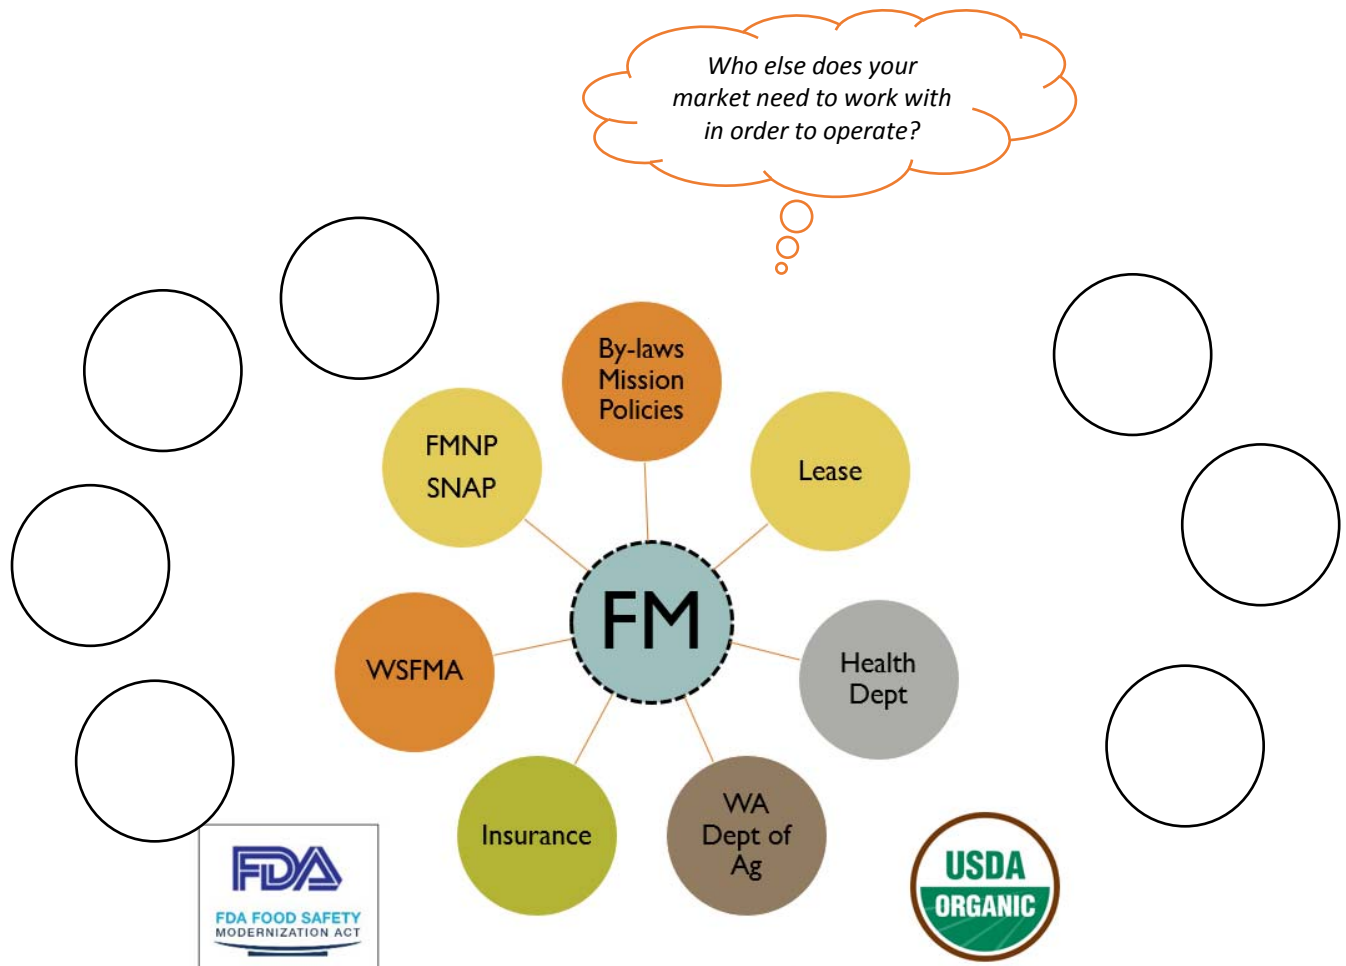 Who else does your
market need to work with
in order to operate?
By-laws
Mission
Policies
FMNP
SNAP
Lease
FM
WSFMA
Health
Dept
Insurance
WA
Dept of
Ag
FDA
FDA FOOD SAFETY
MODERNIZATION ACT
USDA
ORGANIC